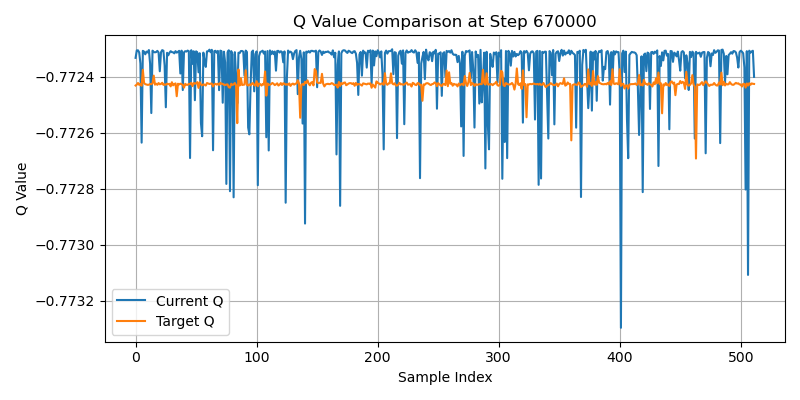 Q Value Comparison at Step 670000
Q Value
−0.7724
−0.7726
−0.7728
−0.7730
−0.7732
Current Q
Target Q
0
100
200
300
400
500
Sample Index